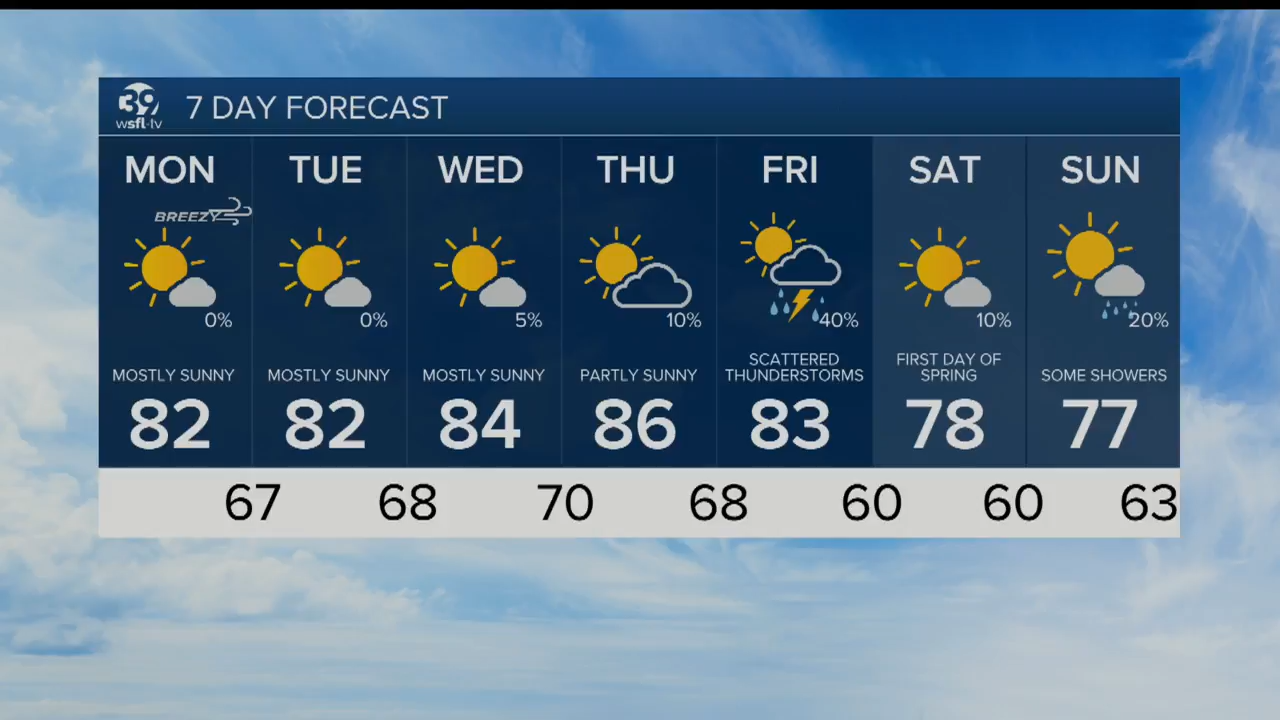 39
wsfl-tv
7 DAY FORECAST
MON
TUE
WED
THU
FRI
SAT
SUN
BREEZY
0%
0%
5%
10%
40%
10%
20%
MOSTLY SUNNY
MOSTLY SUNNY
MOSTLY SUNNY
PARTLY SUNNY
SCATTERED
THUNDERSTORMS
FIRST DAY OF
SPRING
SOME SHOWERS
82
82
84
86
83
78
77
67
68
70
68
60
60
63